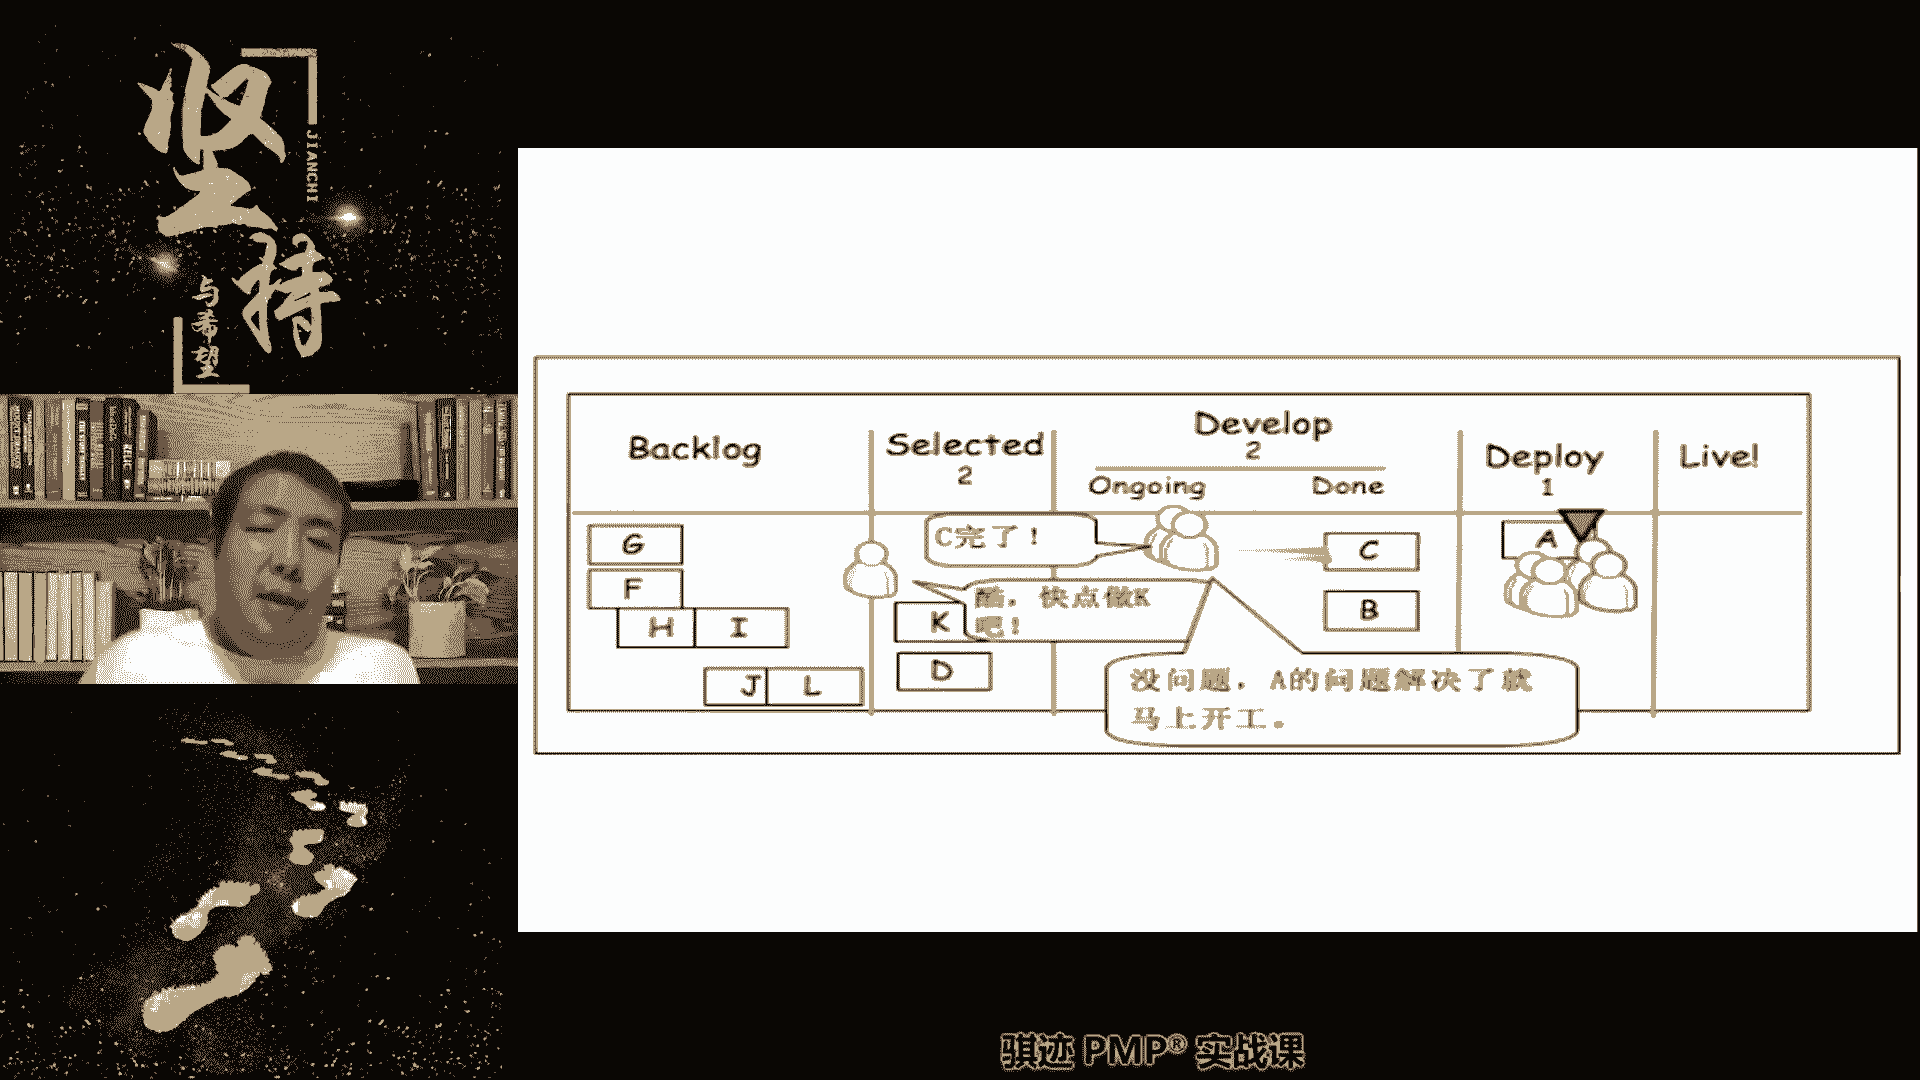 坚持
JIANCHI
与希望
Backlog
Selected
2
Develop
2
Ongoing
Done
Deploy
1
Live!
G
F
H
I
J
L
K
D
C完了！
酷，快点做K
吧！
C
B
A
没问题，A的问题解决了就
马上开工。
骐迹 PMP® 实战课